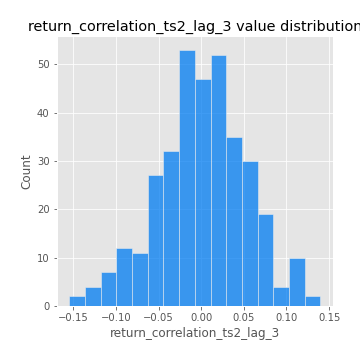 return_correlation_ts2_lag_3 value distribution
50
40
30
20
10
0
Count
−0.15 −0.10 −0.05 0.00 0.05 0.10 0.15
return_correlation_ts2_lag_3